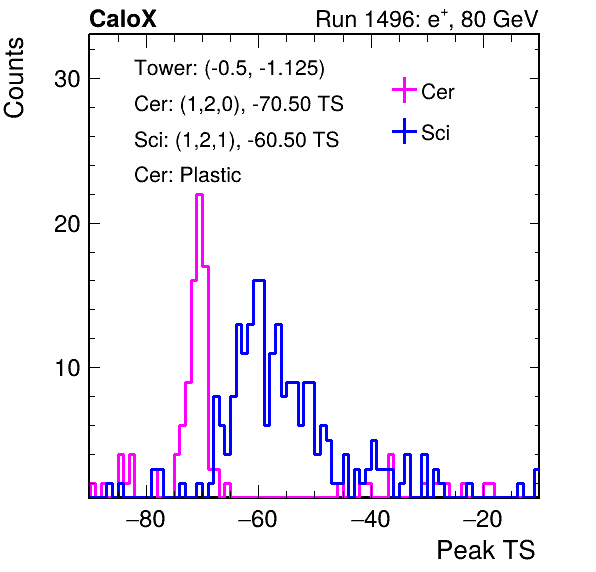 CaloX Run 1496: e⁺, 80 GeV
Counts
Tower: (-0.5, -1.125)
Cer: (1,2,0), -70.50 TS
Sci: (1,2,1), -60.50 TS
Cer: Plastic
Cer
Sci
30
20
10
−80 −60 −40 −20
Peak TS